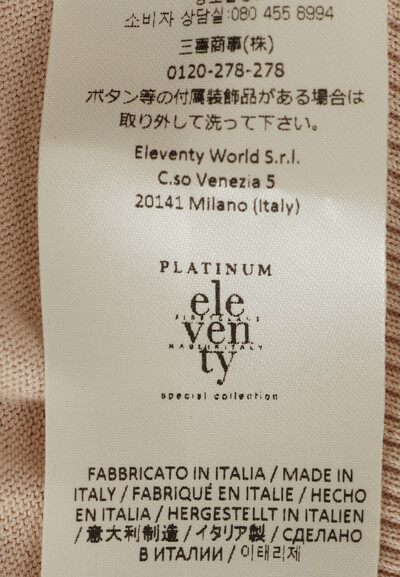 소비자 상담실:080 455 8994
三喜商事(株)
0120-278-278
ボタン等の付属装飾品がある場合は
取り外して洗って下さい。
Eleventy World S.r.l.
C.so Venezia 5
20141 Milano (Italy)
PLATINUM
ele
ven
MADE IN ITALY
ty
special collection
FABBRICATO IN ITALIA / MADE IN
ITALY / FABRIQUÉ EN ITALIE / HECHO
EN ITALIA / HERGESTELLT IN ITALIEN
/ 意大利制造 / イタリア製 / СДЕЛАНО
В ИТАЛИИ / 이태리제